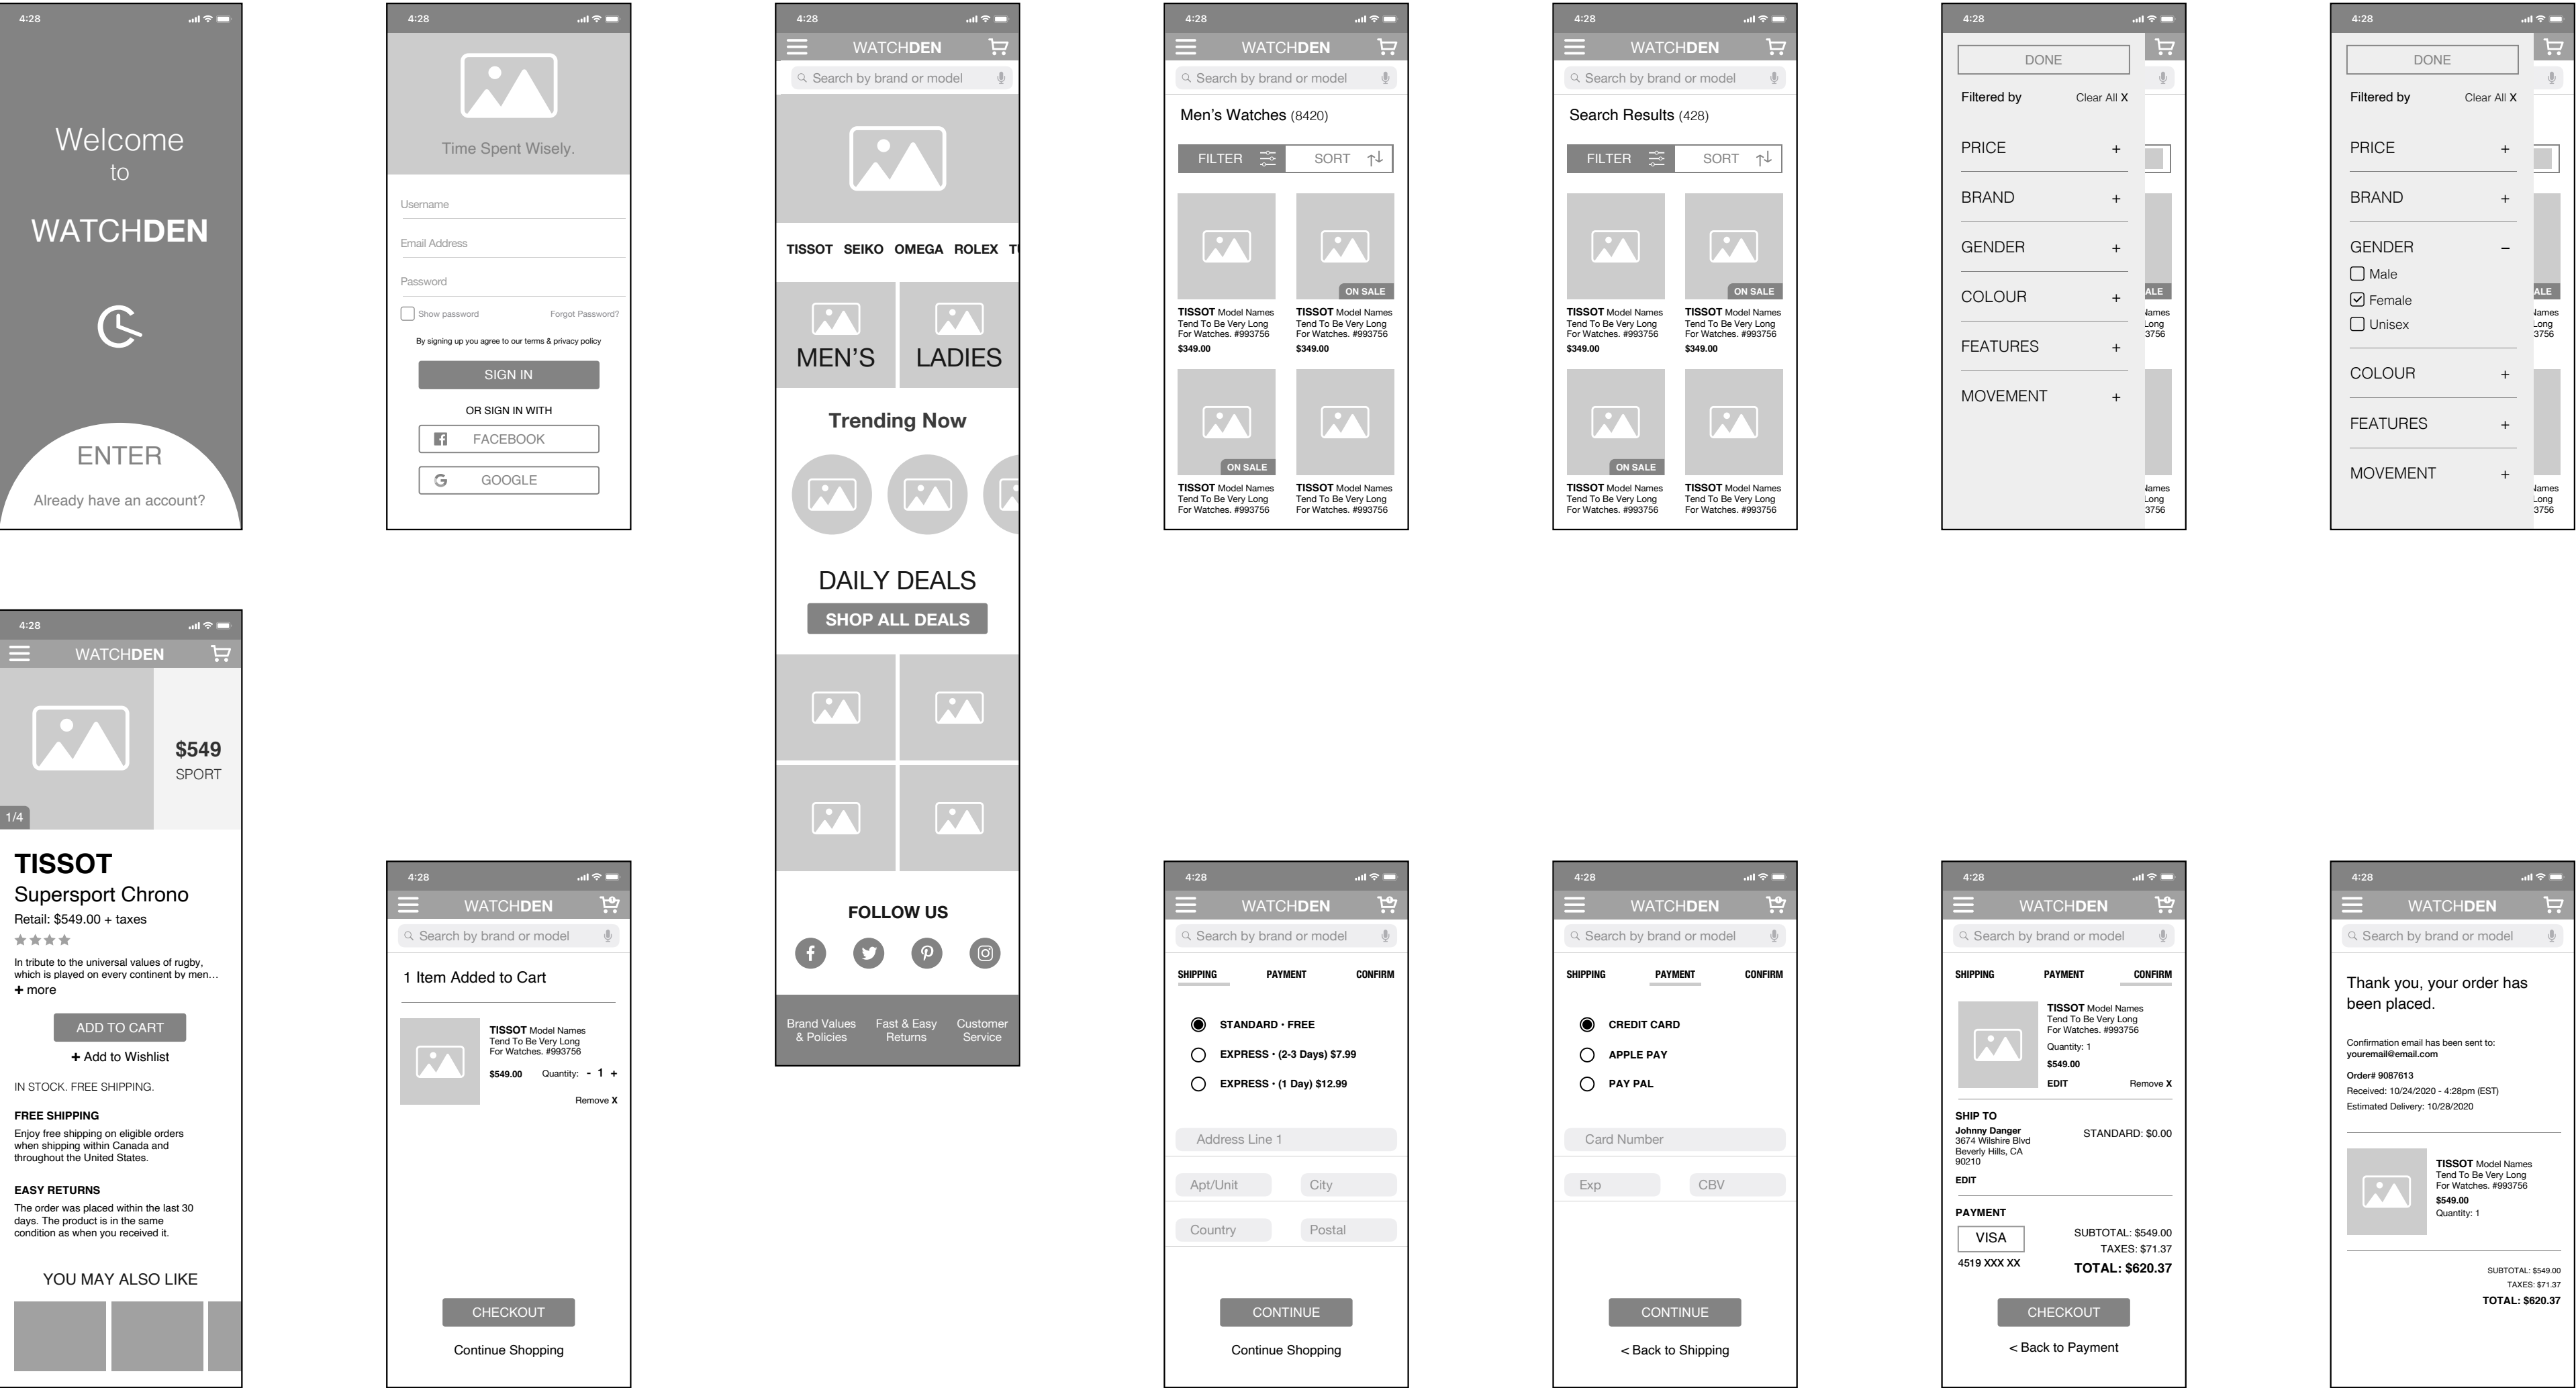 4:28
Welcome
to
WATCHDEN
ENTER
Already have an account?
4:28
Time Spent Wisely.
Username
Email Address
Password
Show password Forgot Password?
By signing up you agree to our terms & privacy policy
SIGN IN
OR SIGN IN WITH
FACEBOOK
GOOGLE
4:28
WATCHDEN
Search by brand or model
TISSOT SEIKO OMEGA ROLEX
MEN'S LADIES
Trending Now
DAILY DEALS
SHOP ALL DEALS
FOLLOW US
Brand Values Fast & Easy Customer
& Policies Returns Service
4:28
WATCHDEN
Search by brand or model
Men's Watches (8420)
FILTER SORT
ON SALE
TISSOT Model Names TISSOT Model Names
Tend To Be Very Long Tend To Be Very Long
For Watches. #993756 For Watches. #993756
$349.00 $349.00
ON SALE
TISSOT Model Names TISSOT Model Names
Tend To Be Very Long Tend To Be Very Long
For Watches. #993756 For Watches. #993756
4:28
WATCHDEN
Search by brand or model
Search Results (428)
FILTER SORT
ON SALE
TISSOT Model Names TISSOT Model Names
Tend To Be Very Long Tend To Be Very Long
For Watches. #993756 For Watches. #993756
$349.00 $349.00
ON SALE
TISSOT Model Names TISSOT Model Names
Tend To Be Very Long Tend To Be Very Long
For Watches. #993756 For Watches. #993756
4:28
DONE
Filtered by Clear All X
PRICE +
BRAND +
GENDER +
COLOUR +
FEATURES +
MOVEMENT +
4:28
DONE
Filtered by Clear All X
PRICE +
BRAND +
GENDER −
Male
Female
Unisex
COLOUR +
FEATURES +
MOVEMENT +
4:28
WATCHDEN
$549
SPORT
1/4
TISSOT
Supersport Chrono
Retail: $549.00 + taxes
In tribute to the universal values of rugby,
which is played on every continent by men...
+ more
ADD TO CART
+ Add to Wishlist
IN STOCK. FREE SHIPPING.
FREE SHIPPING
Enjoy free shipping on eligible orders
when shipping within Canada and
throughout the United States.
EASY RETURNS
The order was placed within the last 30
days. The product is in the same
condition as when you received it.
YOU MAY ALSO LIKE
4:28
WATCHDEN
Search by brand or model
1 Item Added to Cart
TISSOT Model Names
Tend To Be Very Long
For Watches. #993756
$549.00 Quantity: - 1 +
Remove X
CHECKOUT
Continue Shopping
4:28
WATCHDEN
Search by brand or model
SHIPPING PAYMENT CONFIRM
STANDARD • FREE
EXPRESS • (2-3 Days) $7.99
EXPRESS • (1 Day) $12.99
Address Line 1
Apt/Unit City
Country Postal
CONTINUE
Continue Shopping
4:28
WATCHDEN
Search by brand or model
SHIPPING PAYMENT CONFIRM
CREDIT CARD
APPLE PAY
PAY PAL
Card Number
Exp CBV
CONTINUE
< Back to Shipping
4:28
WATCHDEN
Search by brand or model
SHIPPING PAYMENT CONFIRM
TISSOT Model Names
Tend To Be Very Long
For Watches. #993756
Quantity: 1
$549.00
EDIT Remove X
SHIP TO
Johnny Danger STANDARD: $0.00
3674 Wilshire Blvd
Beverly Hills, CA
90210
EDIT
PAYMENT
VISA SUBTOTAL: $549.00
TAXES: $71.37
4519 XXX XX TOTAL: $620.37
CHECKOUT
< Back to Payment
4:28
WATCHDEN
Search by brand or model
Thank you, your order has
been placed.
Confirmation email has been sent to:
youremail@email.com
Order# 9087613
Received: 10/24/2020 - 4:28pm (EST)
Estimated Delivery: 10/28/2020
TISSOT Model Names
Tend To Be Very Long
For Watches. #993756
$549.00
Quantity: 1
SUBTOTAL: $549.00
TAXES: $71.37
TOTAL: $620.37